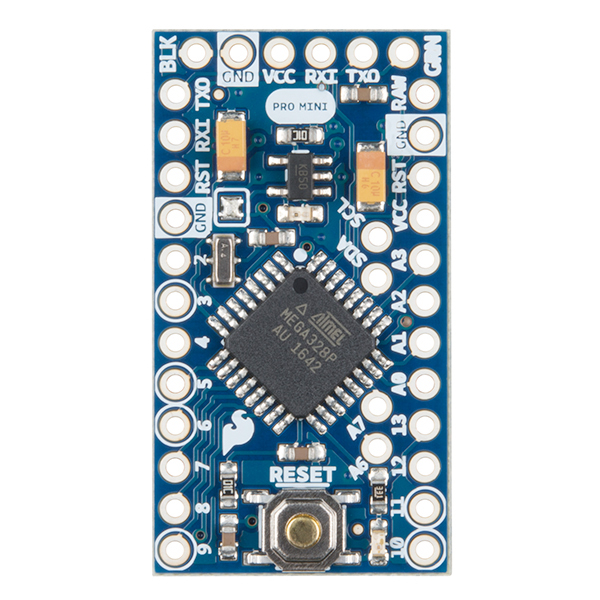 BLK
GND
VCC
RXI
TXO
GRN
TXO
RXI
RST
GND
2
3
4
5
6
7
8
9
PRO MINI
KB50
RAW
GND
RST
VCC
SCL
SDA
A3
A2
A1
A0
13
12
11
10
A7
A6
ATMEL
MEGA328P
AU 1642
RESET